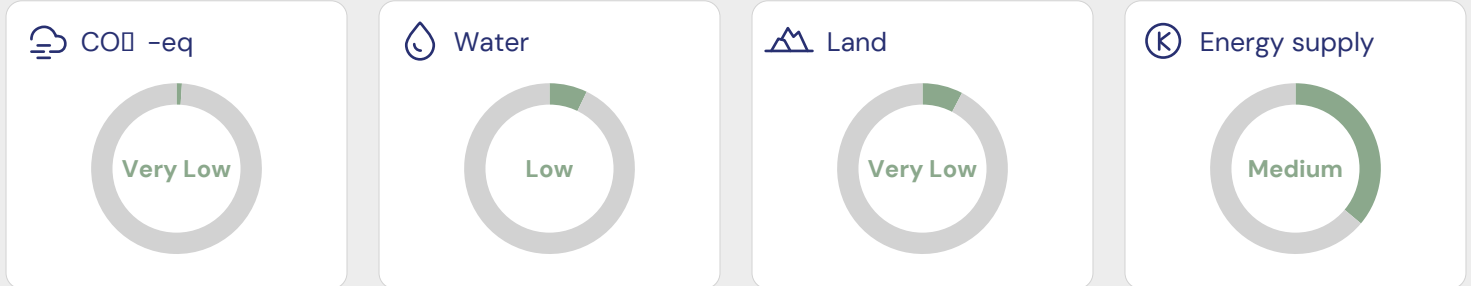 CO▯ -eq
Water
Land
Energy supply
Very Low
Low
Very Low
Medium